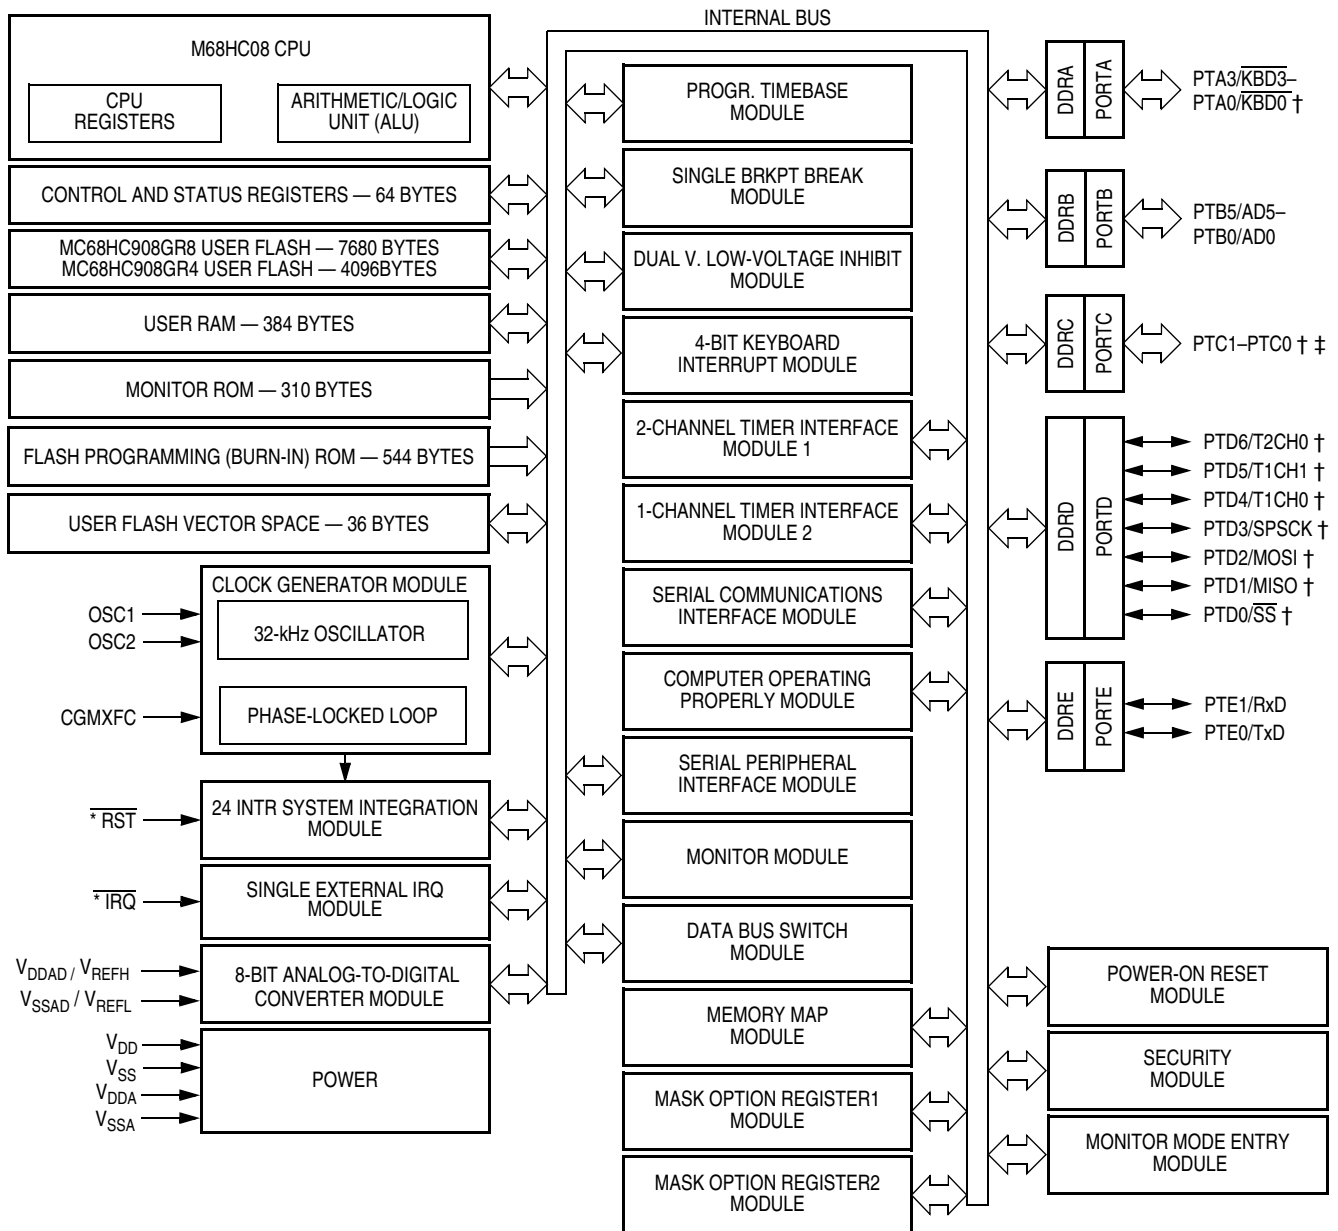 INTERNAL BUS
M68HC08 CPU
CPU
REGISTERS
ARITHMETIC/LOGIC
UNIT (ALU)
CONTROL AND STATUS REGISTERS — 64 BYTES
MC68HC908GR8 USER FLASH — 7680 BYTES
MC68HC908GR4 USER FLASH — 4096BYTES
USER RAM — 384 BYTES
MONITOR ROM — 310 BYTES
FLASH PROGRAMMING (BURN-IN) ROM — 544 BYTES
USER FLASH VECTOR SPACE — 36 BYTES
CLOCK GENERATOR MODULE
32-kHz OSCILLATOR
PHASE-LOCKED LOOP
OSC1
OSC2
CGMXFC
24 INTR SYSTEM INTEGRATION
MODULE
* RST
SINGLE EXTERNAL IRQ
MODULE
* IRQ
8-BIT ANALOG-TO-DIGITAL
CONVERTER MODULE
VDDAD / VREFH
VSSAD / VREFL
POWER
VDD
VSS
VDDA
VSSA
PROGR. TIMEBASE
MODULE
SINGLE BRKPT BREAK
MODULE
DUAL V. LOW-VOLTAGE INHIBIT
MODULE
4-BIT KEYBOARD
INTERRUPT MODULE
2-CHANNEL TIMER INTERFACE
MODULE 1
1-CHANNEL TIMER INTERFACE
MODULE 2
SERIAL COMMUNICATIONS
INTERFACE MODULE
COMPUTER OPERATING
PROPERLY MODULE
SERIAL PERIPHERAL
INTERFACE MODULE
MONITOR MODULE
DATA BUS SWITCH
MODULE
MEMORY MAP
MODULE
MASK OPTION REGISTER1
MODULE
MASK OPTION REGISTER2
MODULE
DDRA
PORTA
PTA3/KBD3–
PTA0/KBD0 †
DDRB
PORTB
PTB5/AD5–
PTB0/AD0
DDRC
PORTC
PTC1–PTC0 † ‡
DDRD
PORTD
PTD6/T2CH0 †
PTD5/T1CH1 †
PTD4/T1CH0 †
PTD3/SPSCK †
PTD2/MOSI †
PTD1/MISO †
PTD0/SS †
DDRE
PORTE
PTE1/RxD
PTE0/TxD
POWER-ON RESET
MODULE
SECURITY
MODULE
MONITOR MODE ENTRY
MODULE